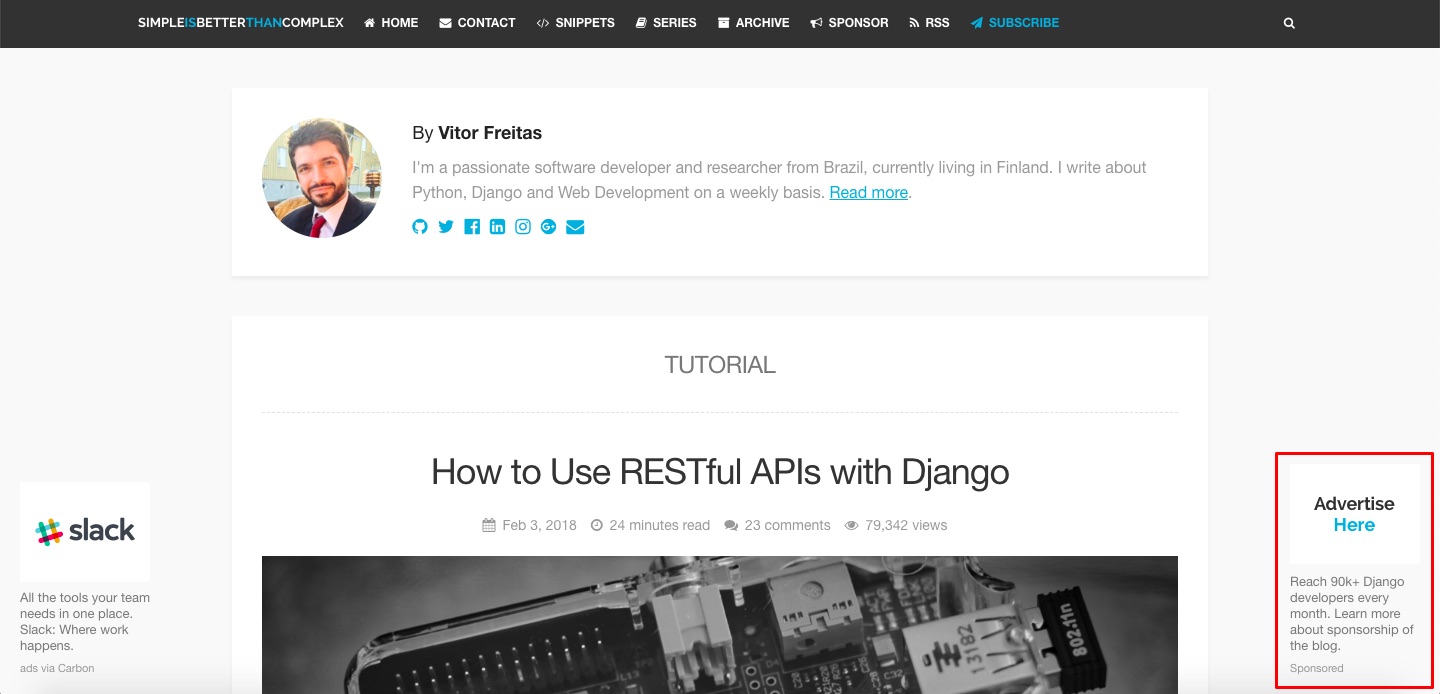 SIMPLEISBETTERTHANCOMPLEX HOME CONTACT SNIPPETS SERIES ARCHIVE SPONSOR RSS SUBSCRIBE
By Vitor Freitas
I'm a passionate software developer and researcher from Brazil, currently living in Finland. I write about
Python, Django and Web Development on a weekly basis. Read more.
TUTORIAL
How to Use RESTful APIs with Django
Feb 3, 2018 24 minutes read 23 comments 79,342 views
slack
All the tools your team
needs in one place.
Slack: Where work
happens.
ads via Carbon
Advertise
Here
Reach 90k+ Django
developers every
month. Learn more
about sponsorship of
the blog.
Sponsored
13182
802.11n